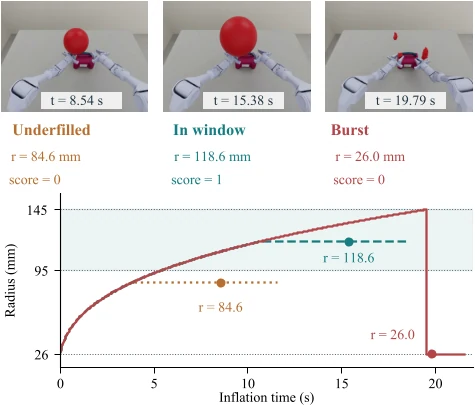 t = 8.54 s
t = 15.38 s
t = 19.79 s
Underfilled
In window
Burst
r = 84.6 mm
r = 118.6 mm
r = 26.0 mm
score = 0
score = 1
score = 0
145
95
26
Radius (mm)
r = 118.6
r = 84.6
r = 26.0
0
5
10
15
20
Inflation time (s)